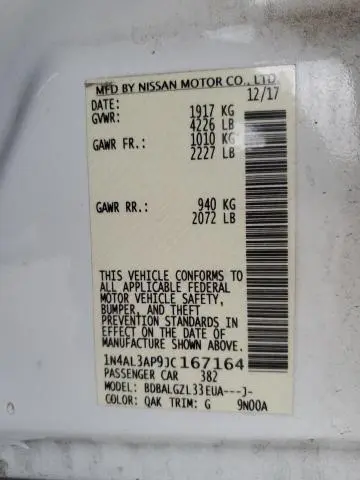 MFD BY NISSAN MOTOR CO., LTD
DATE: 12/17
GVWR: 1917 KG
4226 LB
GAWR FR.: 1010 KG
2227 LB
GAWR RR.: 940 KG
2072 LB
THIS VEHICLE CONFORMS TO
ALL APPLICABLE FEDERAL
MOTOR VEHICLE SAFETY,
BUMPER, AND THEFT
PREVENTION STANDARDS IN
EFFECT ON THE DATE OF
MANUFACTURE SHOWN ABOVE.
1N4AL3AP9JC167164
PASSENGER CAR 382
MODEL: BDBALGZL33EUA---J-
COLOR: QAK TRIM: G 9N00A